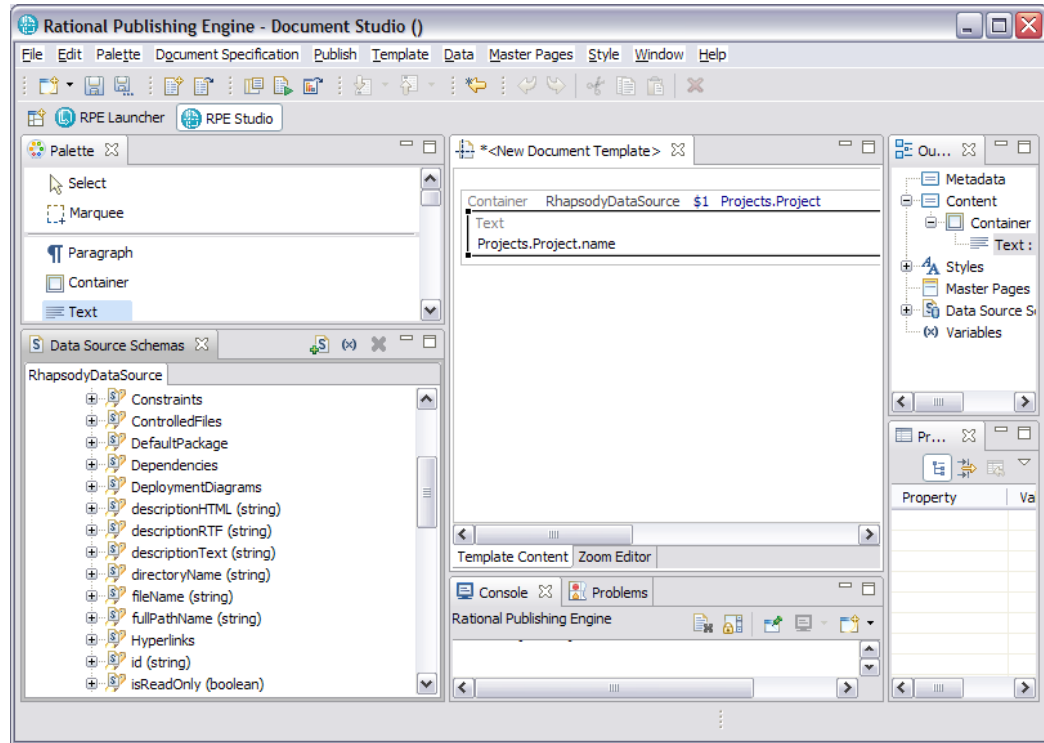 Rational Publishing Engine - Document Studio ()
File Edit Palette Document Specification Publish Template Data Master Pages Style Window Help
RPE Launcher RPE Studio
Palette
Select
Marquee
Paragraph
Container
Text
Data Source Schemas
RhapsodyDataSource
Constraints
ControlledFiles
DefaultPackage
Dependencies
DeploymentDiagrams
descriptionHTML (string)
descriptionRTF (string)
descriptionText (string)
directoryName (string)
fileName (string)
fullPathName (string)
Hyperlinks
id (string)
isReadOnly (boolean)
*<New Document Template>
Container RhapsodyDataSource $1 Projects.Project
Text
Projects.Project.name
Template Content Zoom Editor
Console Problems
Rational Publishing Engine
Ou...
Metadata
Content
Container
Text :
Styles
Master Pages
Data Source S
(x) Variables
Pr...
Property Va